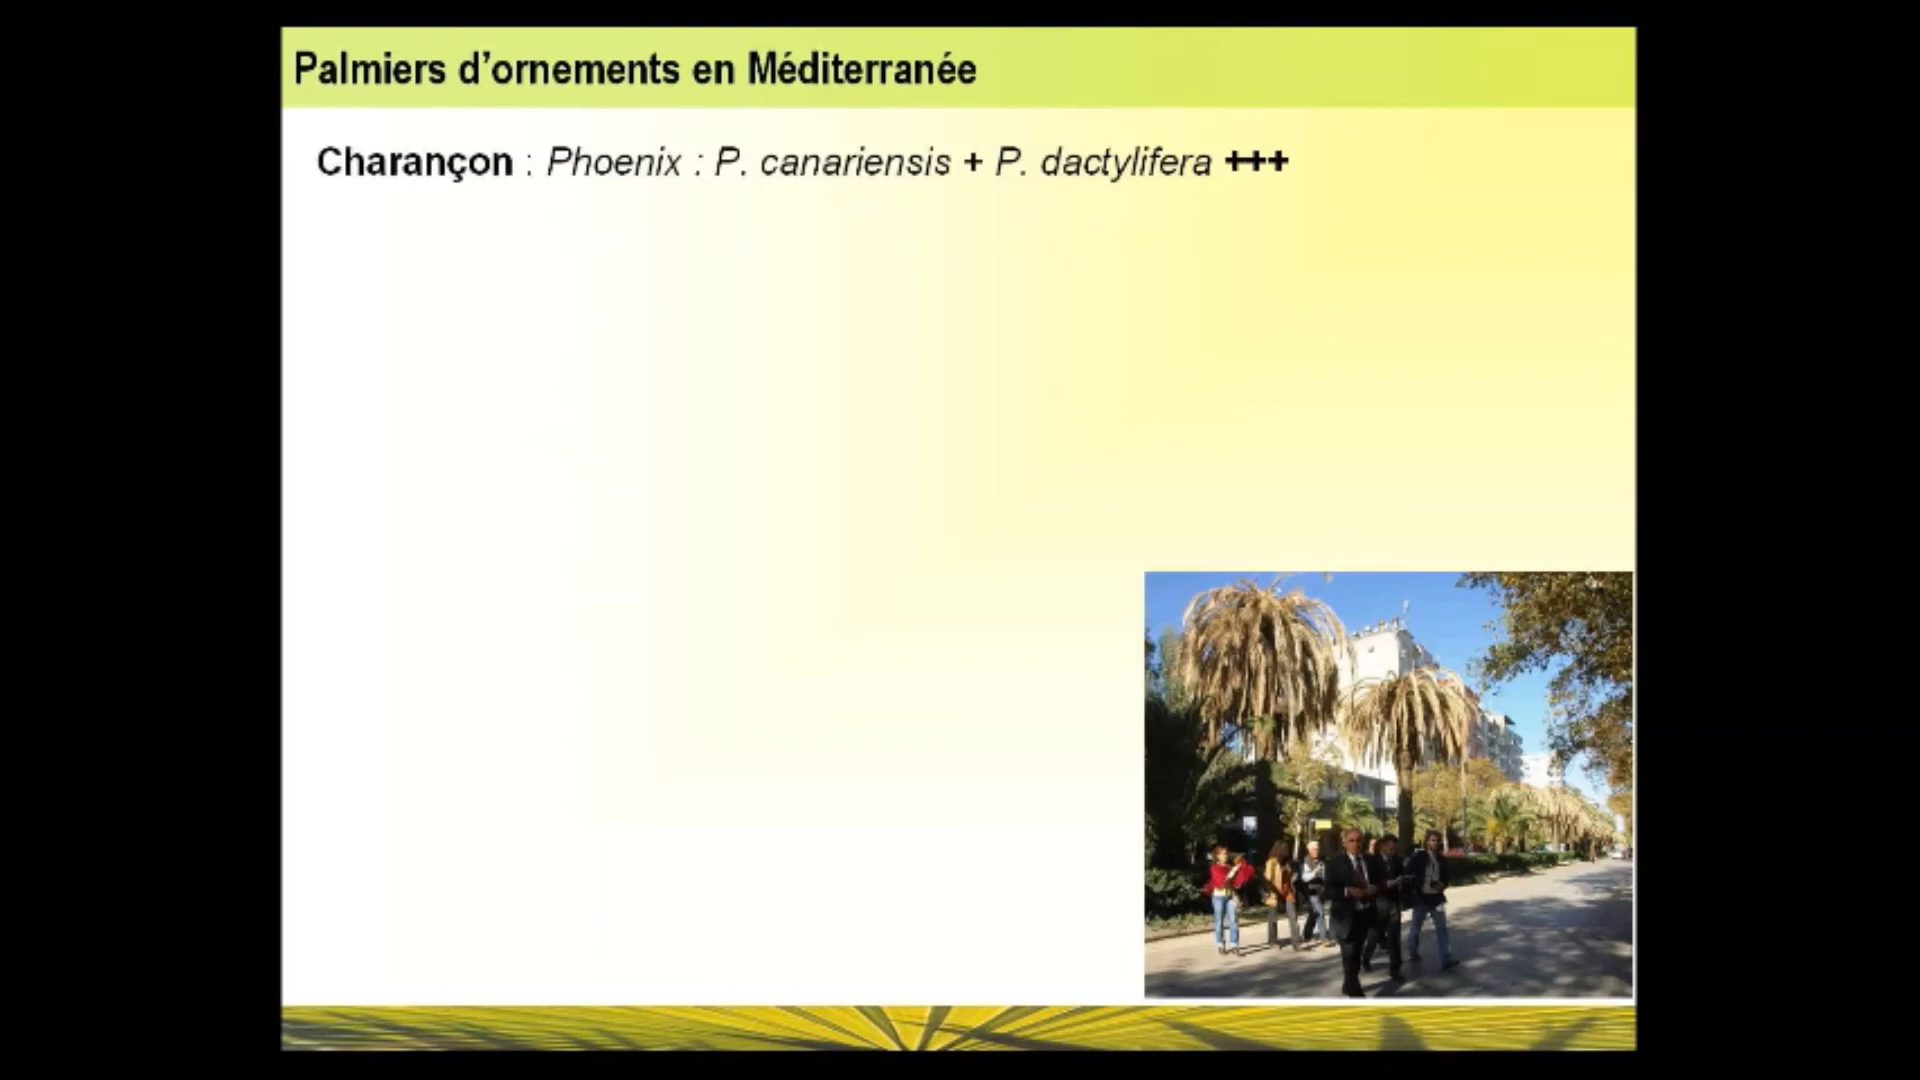 Palmiers d’ornements en Méditerranée
Charançon : Phoenix : P. canariensis + P. dactylifera +++